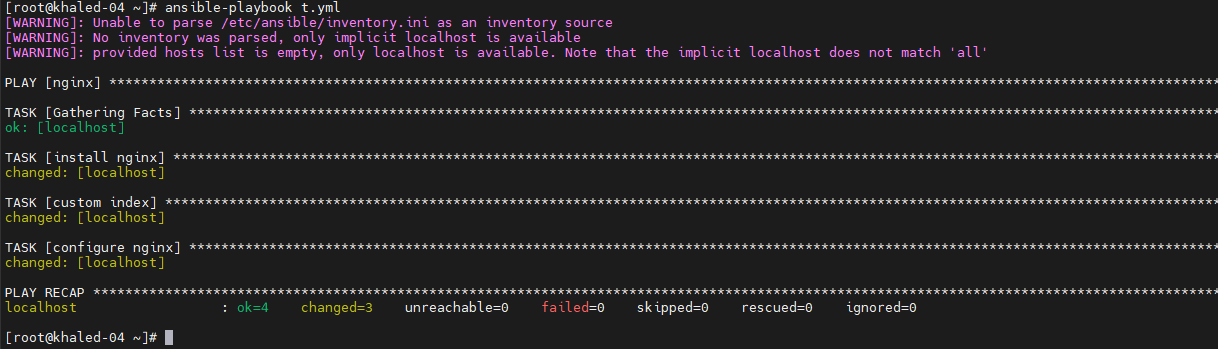 [root@khaled-04 ~]# ansible-playbook t.yml
[WARNING]: Unable to parse /etc/ansible/inventory.ini as an inventory source
[WARNING]: No inventory was parsed, only implicit localhost is available
[WARNING]: provided hosts list is empty, only localhost is available. Note that the implicit localhost does not match 'all'
PLAY [nginx] *******************************************************************************************************************************************
TASK [Gathering Facts] *********************************************************************************************************************************
ok: [localhost]
TASK [install nginx] ***********************************************************************************************************************************
changed: [localhost]
TASK [custom index] ************************************************************************************************************************************
changed: [localhost]
TASK [configure nginx] *********************************************************************************************************************************
changed: [localhost]
PLAY RECAP *********************************************************************************************************************************************
localhost                  : ok=4    changed=3    unreachable=0    failed=0    skipped=0    rescued=0    ignored=0
[root@khaled-04 ~]#